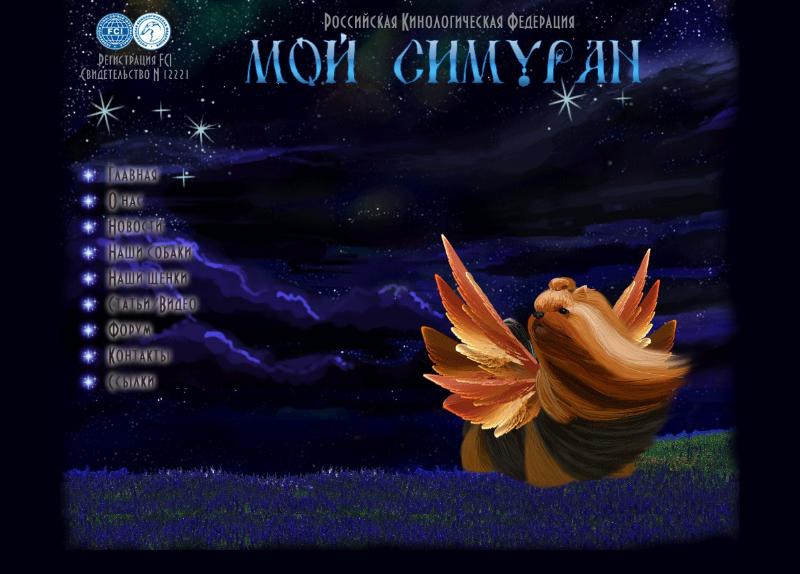 Российская Кинологическая Федерация
FCI
Регистрация FCI
Свидетельство N 12221
МОЙ СИМУРАН
Главная
О нас
Новости
Наши собаки
Наши щенки
Статьи/Видео
Форум
Контакты
Ссылки